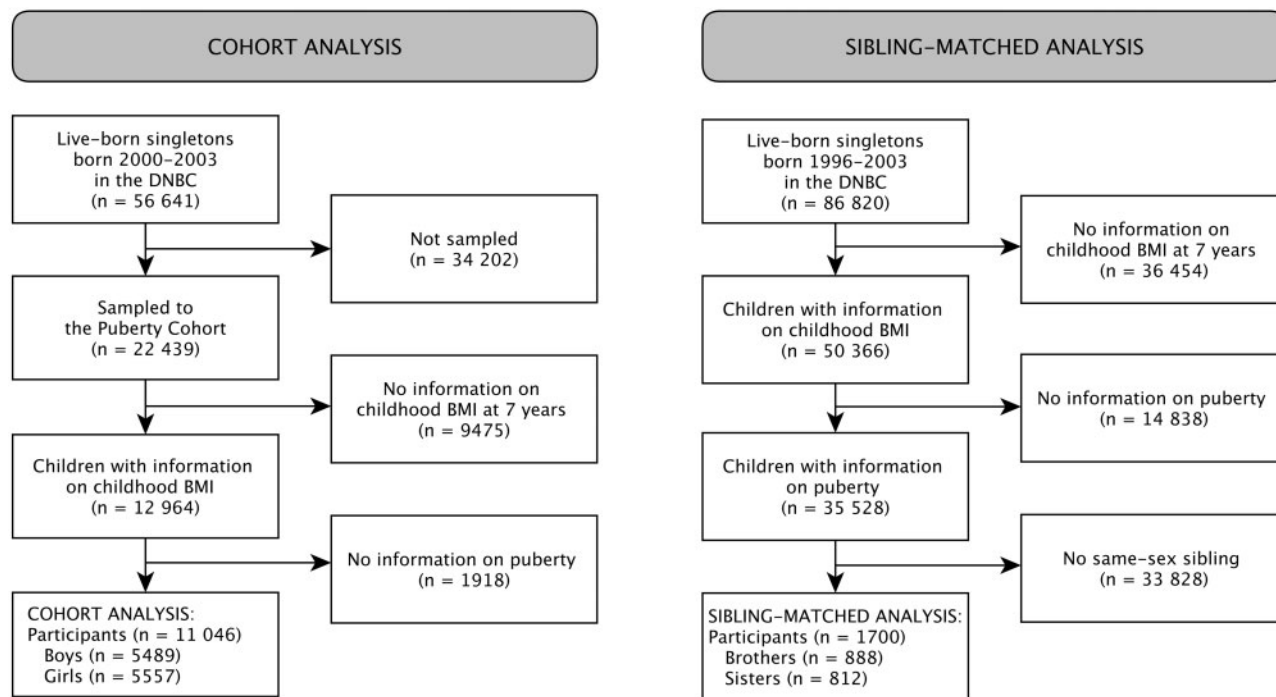 COHORT ANALYSIS
Live-born singletons
born 2000-2003
in the DNBC
(n = 56 641)
Not sampled
(n = 34 202)
Sampled to
the Puberty Cohort
(n = 22 439)
No information on
childhood BMI at 7 years
(n = 9475)
Children with information
on childhood BMI
(n = 12 964)
No information on puberty
(n = 1918)
COHORT ANALYSIS:
Participants (n = 11 046)
Boys (n = 5489)
Girls (n = 5557)
SIBLING-MATCHED ANALYSIS
Live-born singletons
born 1996-2003
in the DNBC
(n = 86 820)
No information on
childhood BMI at 7 years
(n = 36 454)
Children with information
on childhood BMI
(n = 50 366)
No information on puberty
(n = 14 838)
Children with information
on puberty
(n = 35 528)
No same-sex sibling
(n = 33 828)
SIBLING-MATCHED ANALYSIS:
Participants (n = 1700)
Brothers (n = 888)
Sisters (n = 812)